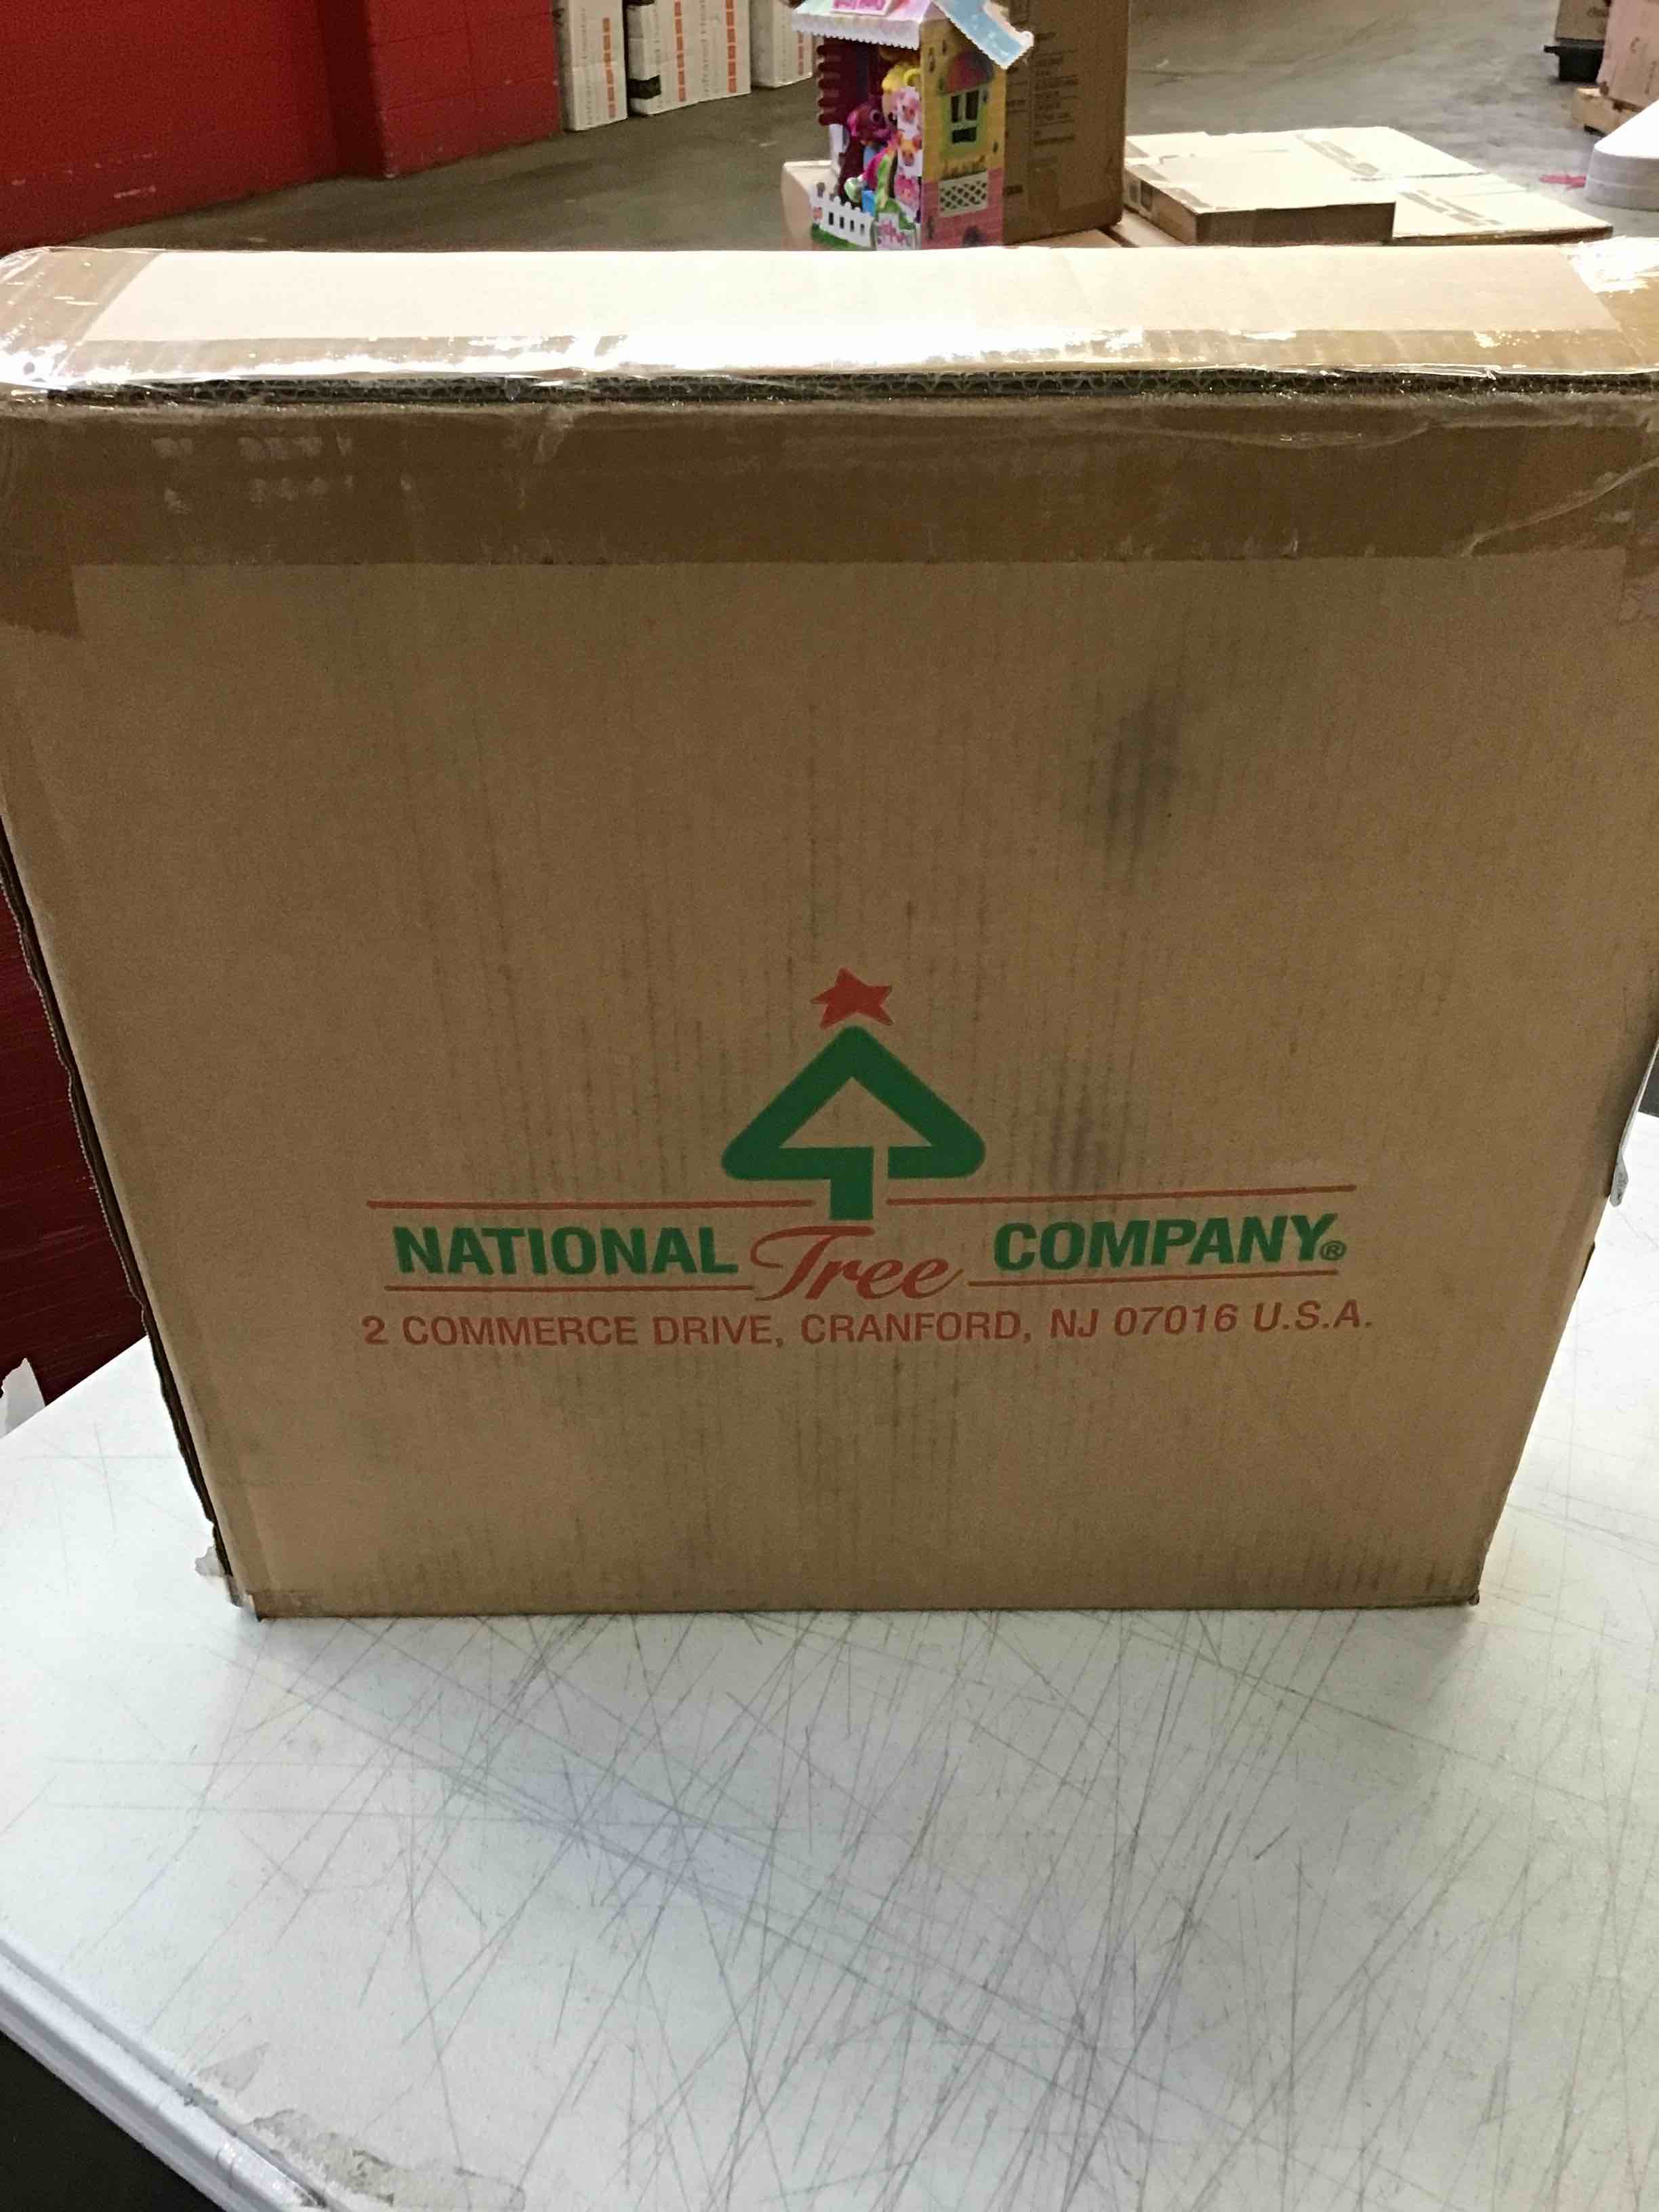 NATIONAL Tree COMPANY®
2 COMMERCE DRIVE, CRANFORD, NJ 07016 U.S.A.